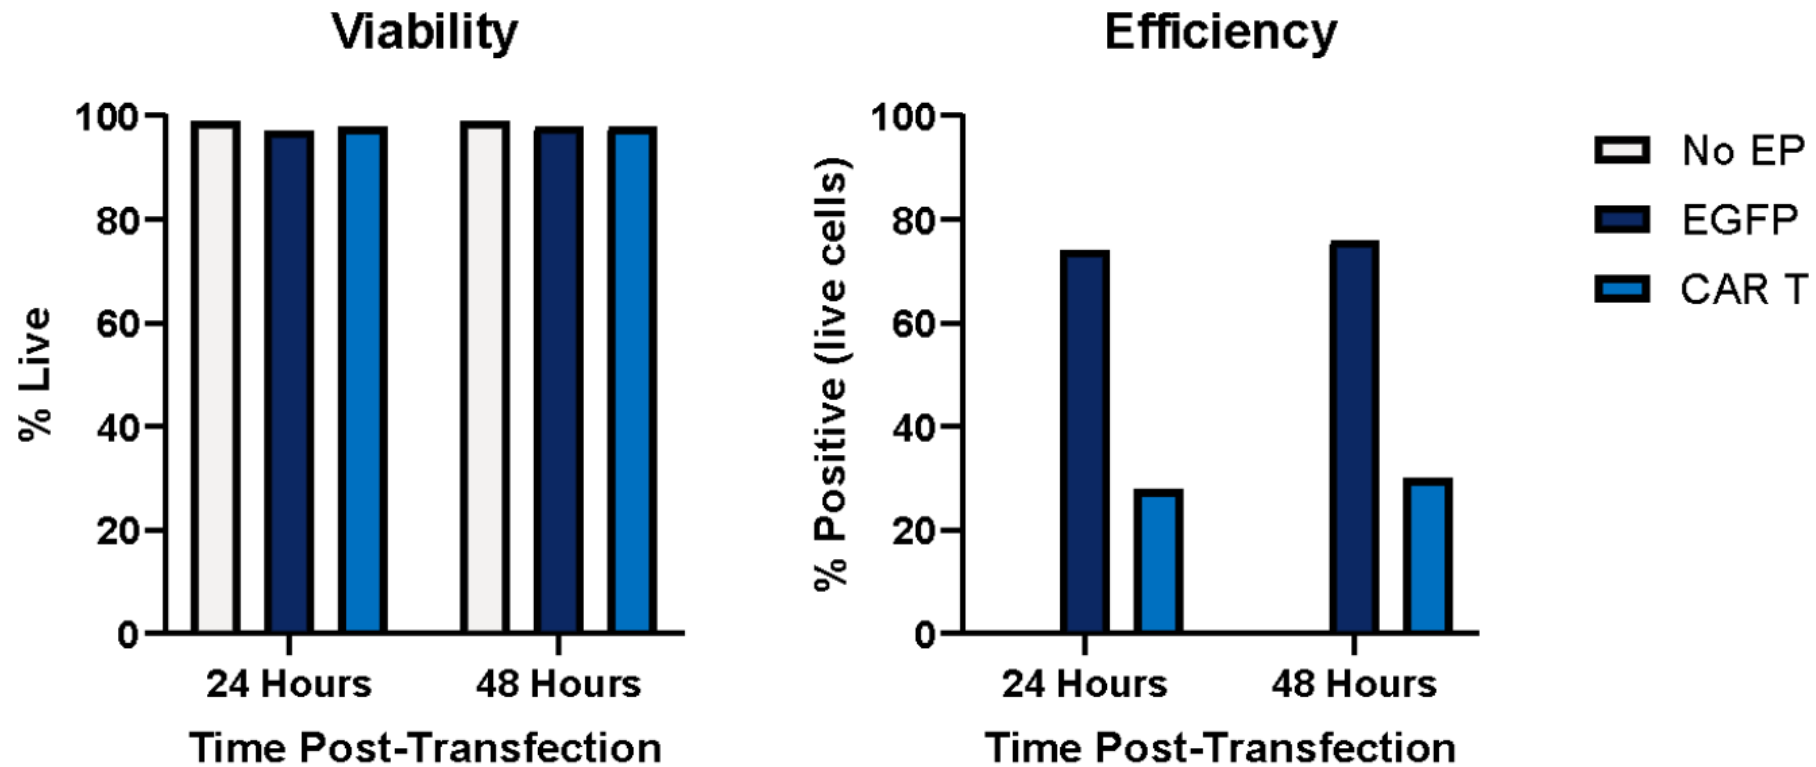 Viability
% Live
100
80
60
40
20
0
24 Hours
48 Hours
Time Post-Transfection
Efficiency
% Positive (live cells)
100
80
60
40
20
0
24 Hours
48 Hours
Time Post-Transfection
No EP
EGFP
CAR T